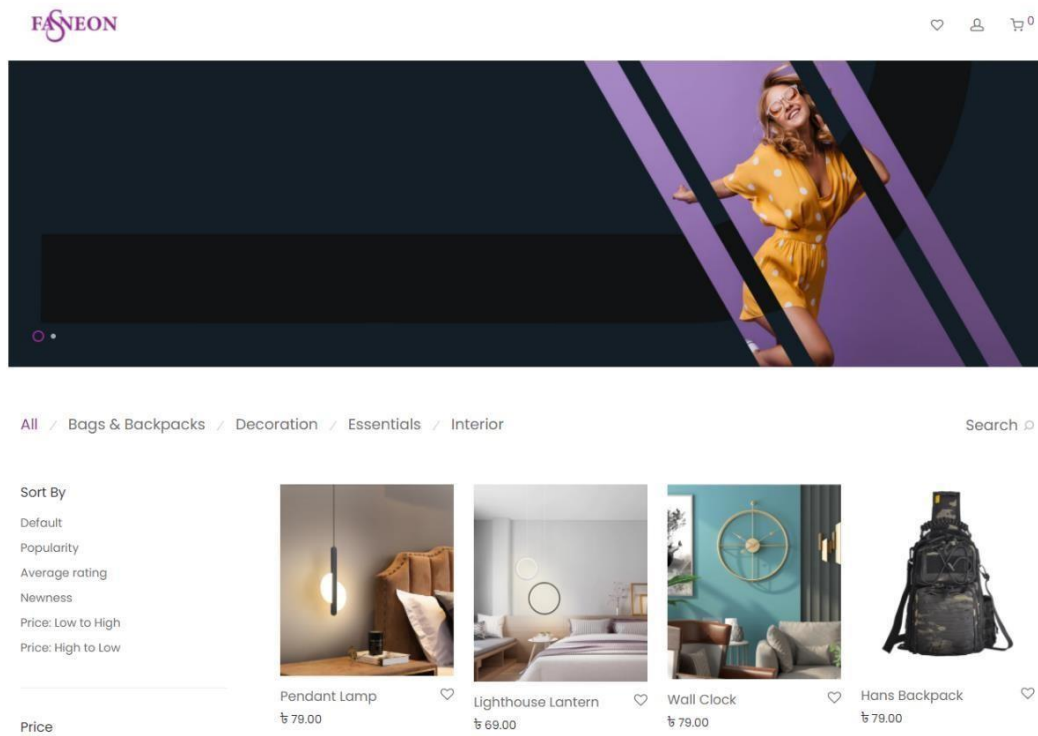 FASNEON
0
All / Bags & Backpacks / Decoration / Essentials / Interior
Search
Sort By
Default
Popularity
Average rating
Newness
Price: Low to High
Price: High to Low
Price
Pendant Lamp
৳ 79.00
Lighthouse Lantern
৳ 69.00
Wall Clock
৳ 79.00
Hans Backpack
৳ 79.00